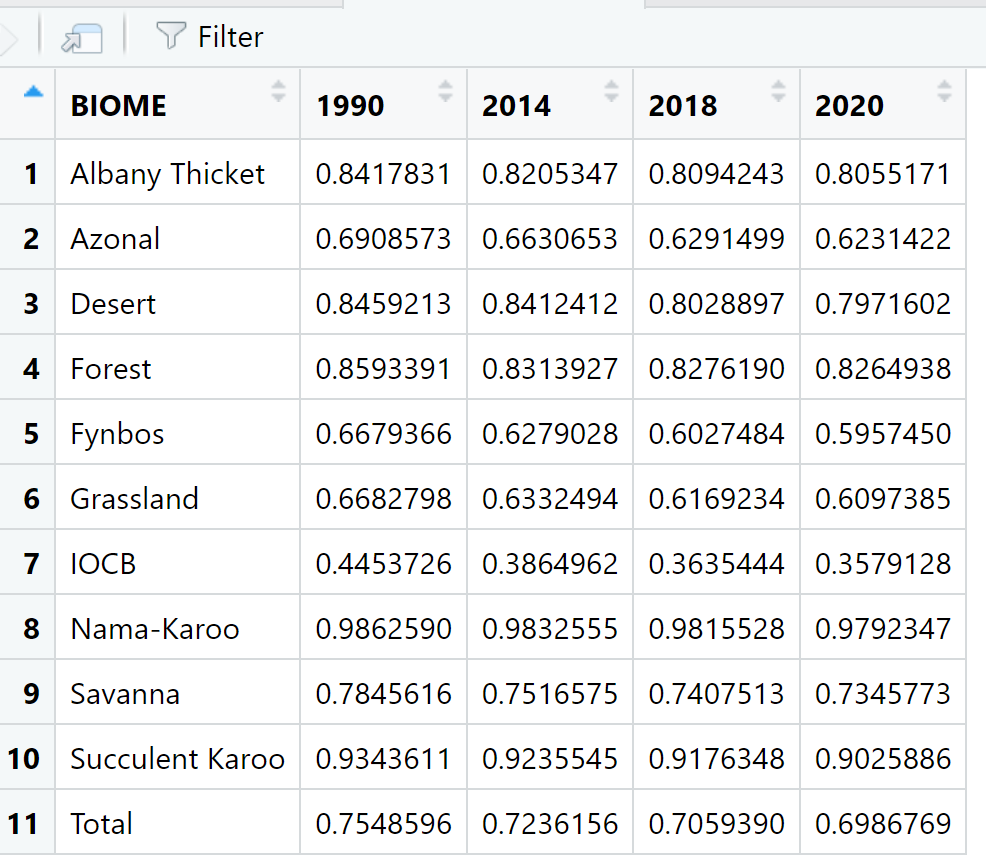 Filter
BIOME 1990 2014 2018 2020
1 Albany Thicket 0.8417831 0.8205347 0.8094243 0.8055171
2 Azonal 0.6908573 0.6630653 0.6291499 0.6231422
3 Desert 0.8459213 0.8412412 0.8028897 0.7971602
4 Forest 0.8593391 0.8313927 0.8276190 0.8264938
5 Fynbos 0.6679366 0.6279028 0.6027484 0.5957450
6 Grassland 0.6682798 0.6332494 0.6169234 0.6097385
7 IOCB 0.4453726 0.3864962 0.3635444 0.3579128
8 Nama-Karoo 0.9862590 0.9832555 0.9815528 0.9792347
9 Savanna 0.7845616 0.7516575 0.7407513 0.7345773
10 Succulent Karoo 0.9343611 0.9235545 0.9176348 0.9025886
11 Total 0.7548596 0.7236156 0.7059390 0.6986769